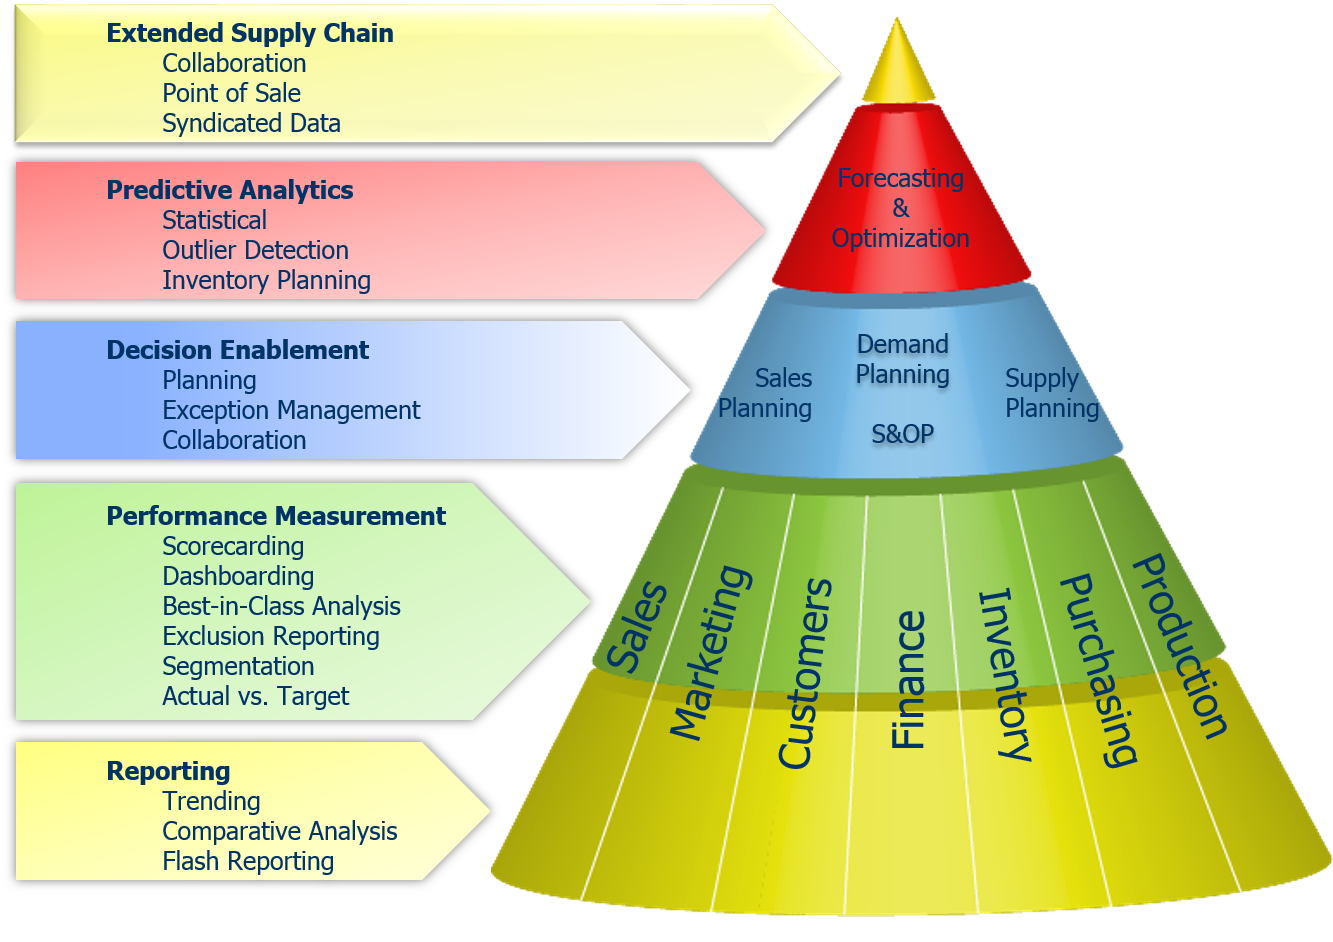 Extended Supply Chain
Collaboration
Point of Sale
Syndicated Data
Predictive Analytics
Statistical
Outlier Detection
Inventory Planning
Decision Enablement
Planning
Exception Management
Collaboration
Performance Measurement
Scorecarding
Dashboarding
Best-in-Class Analysis
Exclusion Reporting
Segmentation
Actual vs. Target
Reporting
Trending
Comparative Analysis
Flash Reporting
Forecasting
&
Optimization
Sales
Planning
Demand
Planning
S&OP
Supply
Planning
Sales
Marketing
Customers
Finance
Inventory
Purchasing
Production